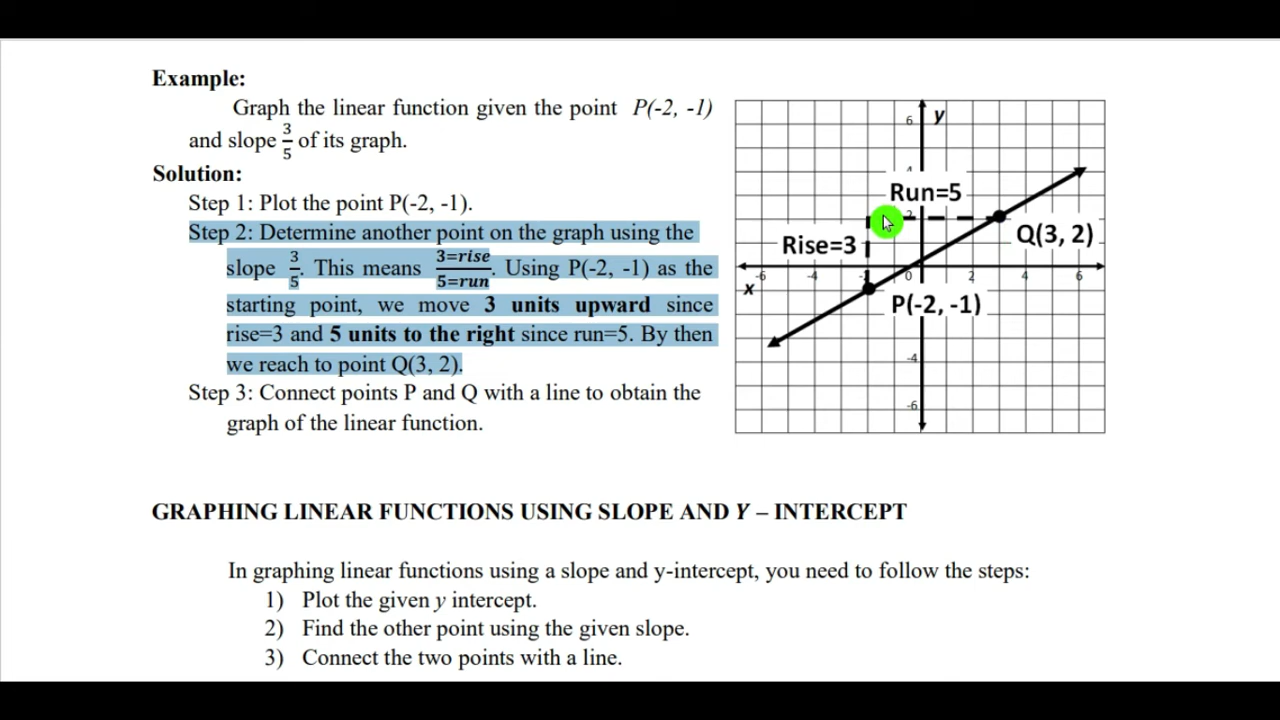 Example:
Graph the linear function given the point P(-2, -1)
and slope 3/5 of its graph.
Solution:
Step 1: Plot the point P(-2, -1).
Step 2: Determine another point on the graph using the
slope 3/5. This means 3=rise/5=run. Using P(-2, -1) as the
starting point, we move 3 units upward since
rise=3 and 5 units to the right since run=5. By then
we reach to point Q(3, 2).
Step 3: Connect points P and Q with a line to obtain the
graph of the linear function.
6
y
4
Run=5
2
Rise=3
Q(3, 2)
-6 -4 -2 0 2 4 6
x
P(-2, -1)
-4
-6
GRAPHING LINEAR FUNCTIONS USING SLOPE AND Y – INTERCEPT
In graphing linear functions using a slope and y-intercept, you need to follow the steps:
1) Plot the given y intercept.
2) Find the other point using the given slope.
3) Connect the two points with a line.